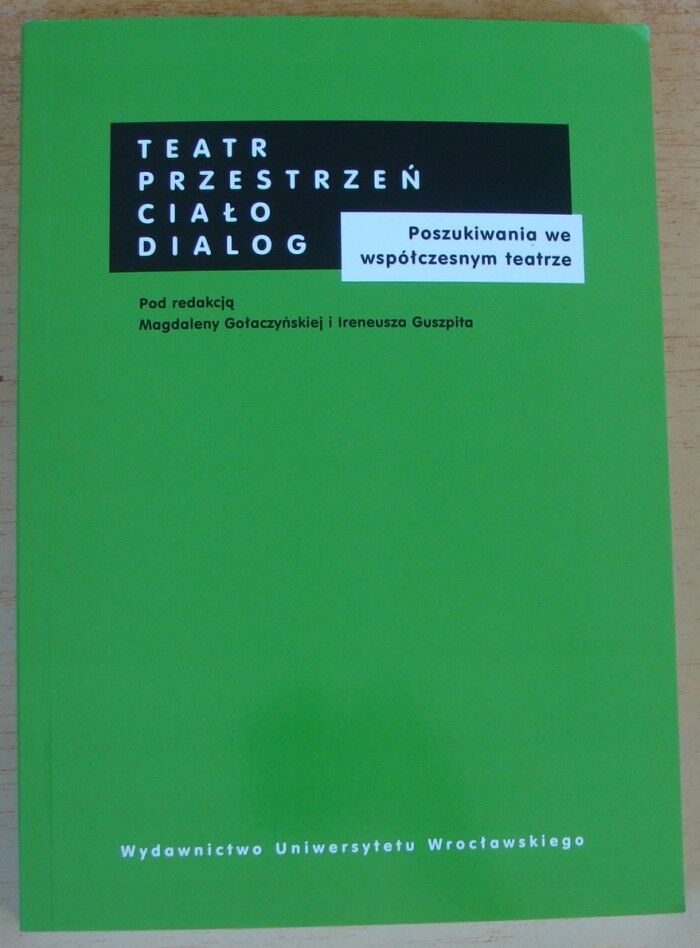 TEATR
PRZESTRZEŃ
CIAŁO
DIALOG
Poszukiwania we
współczesnym teatrze
Pod redakcją
Magdaleny Gołaczyńskiej i Ireneusza Guszpita
Wydawnictwo Uniwersytetu Wrocławskiego